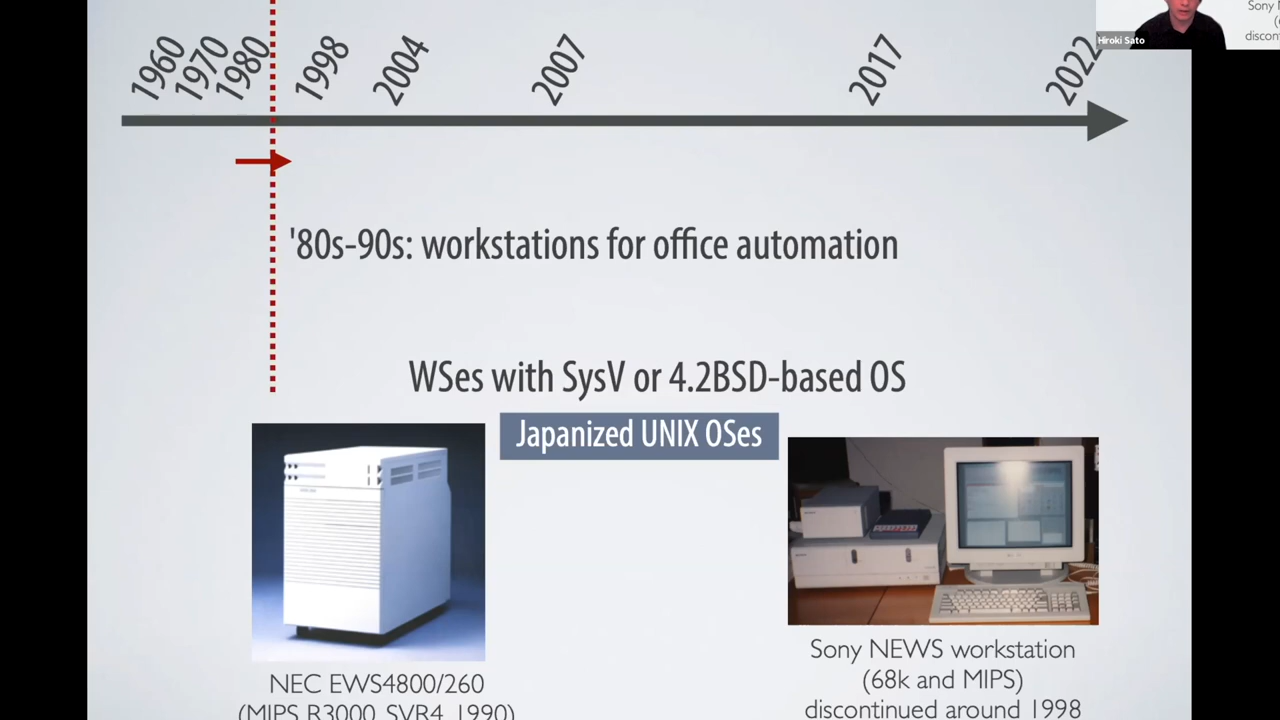 1960
1970
1980
1998
2004
2007
2017
2022
Hiroki Sato
Sony
discon
'80s-90s: workstations for office automation
WSes with SysV or 4.2BSD-based OS
Japanized UNIX OSes
NEC EWS4800/260
(MIPS R3000, SVR4, 1990)
Sony NEWS workstation
(68k and MIPS)
discontinued around 1998